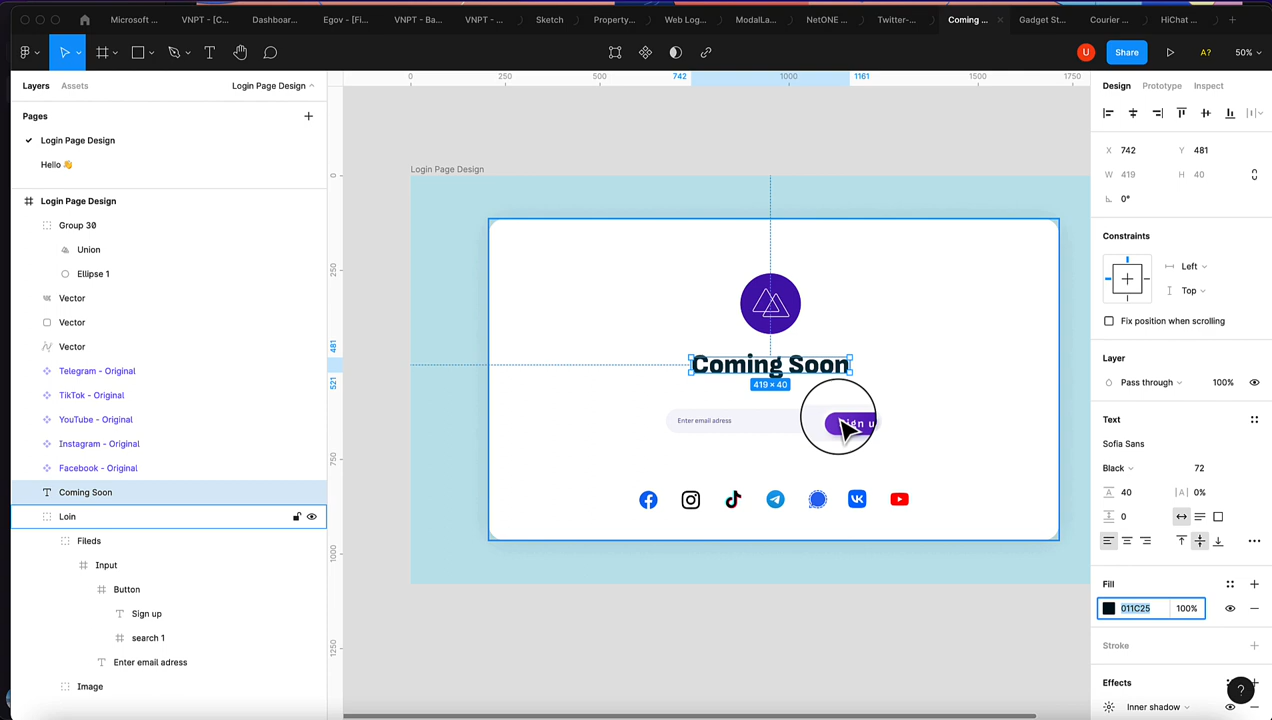 Microsoft ...
VNPT - [C...
Dashboar...
Egov - [Fi...
VNPT - Ba...
VNPT - ...
Sketch
Property...
Web Log...
ModalLa...
NetONE ...
Twitter-...
Coming ...
Gadget St...
Courier ...
HiChat ...
U
Share
A?
50%
Layers
Assets
Login Page Design
0
250
500
742
1000
1161
1500
1750
Design
Prototype
Inspect
Pages
Login Page Design
Hello 👋
Login Page Design
Group 30
Union
Ellipse 1
Vector
Vector
Vector
Telegram - Original
TikTok - Original
YouTube - Original
Instagram - Original
Facebook - Original
Coming Soon
Loin
Fileds
Input
Button
Sign up
search 1
Enter email adress
Image
0
250
481
521
750
1000
1250
Login Page Design
Coming Soon
419 × 40
Enter email adress
Sign u
X 742
Y 481
W 419
H 40
0°
Constraints
Left
Top
Fix position when scrolling
Layer
Pass through
100%
Text
Sofia Sans
Black
72
A 40
|A| 0%
0
Fill
011C25
100%
Stroke
Effects
Inner shadow
?